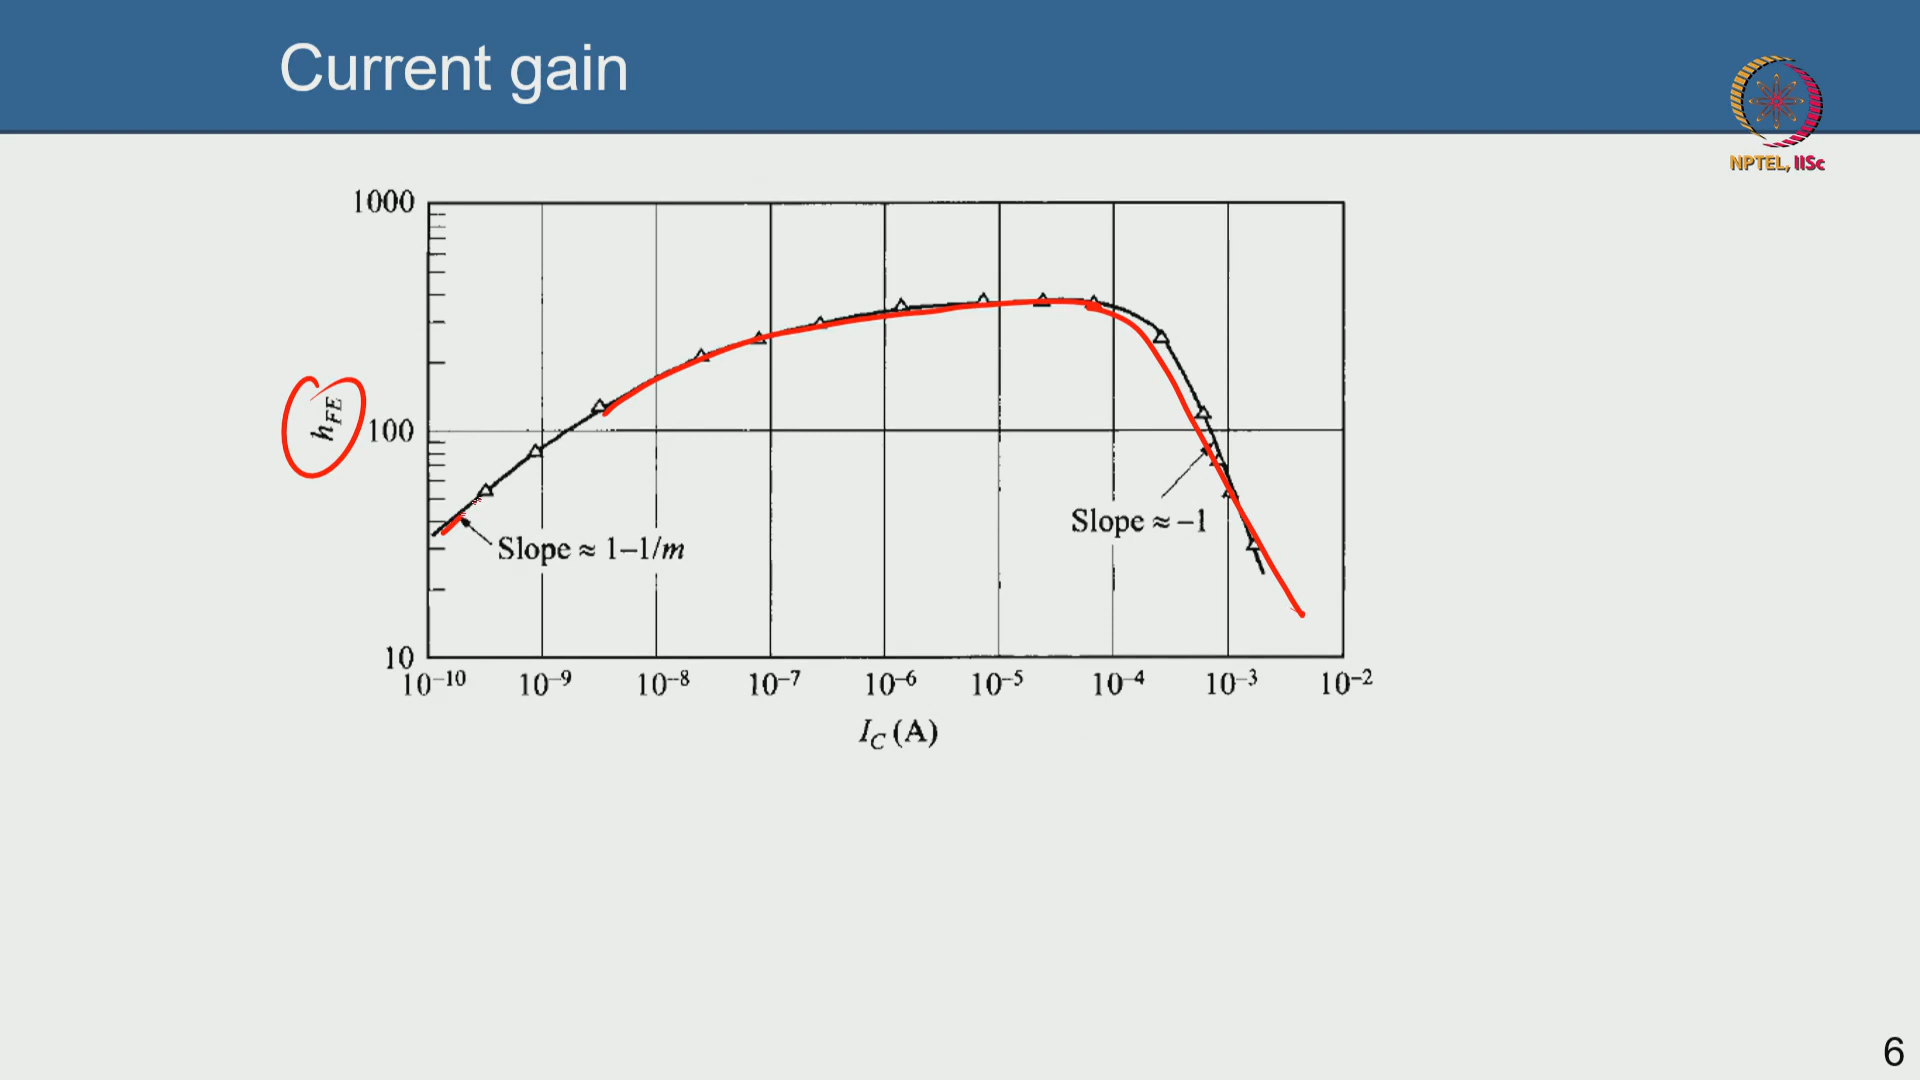 Current gain
NPTEL, IISc
1000
h_FE
100
Slope ≈ –1
Slope ≈ 1–1/m
10
10⁻¹⁰ 10⁻⁹ 10⁻⁸ 10⁻⁷ 10⁻⁶ 10⁻⁵ 10⁻⁴ 10⁻³ 10⁻²
I_C (A)
6